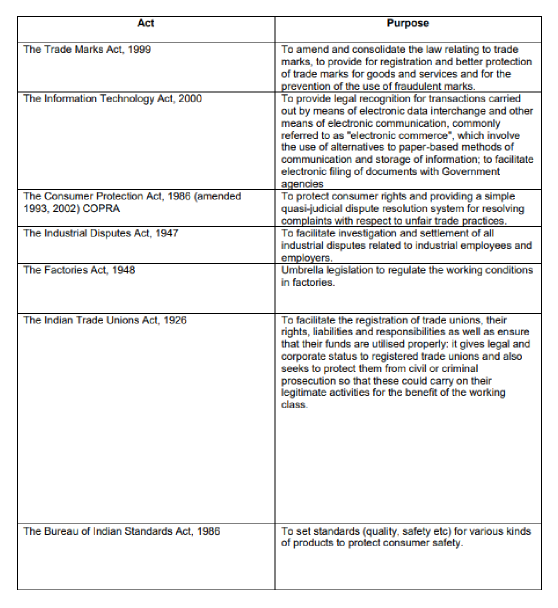 Act
Purpose
The Trade Marks Act, 1999
To amend and consolidate the law relating to trade
marks, to provide for registration and better protection
of trade marks for goods and services and for the
prevention of the use of fraudulent marks.
The Information Technology Act, 2000
To provide legal recognition for transactions carried
out by means of electronic data interchange and other
means of electronic communication, commonly
referred to as "electronic commerce", which involve
the use of alternatives to paper-based methods of
communication and storage of information; to facilitate
electronic filing of documents with Government
agencies
The Consumer Protection Act, 1986 (amended
1993, 2002) COPRA
To protect consumer rights and providing a simple
quasi-judicial dispute resolution system for resolving
complaints with respect to unfair trade practices.
The Industrial Disputes Act, 1947
To facilitate investigation and settlement of all
industrial disputes related to industrial employees and
employers.
The Factories Act, 1948
Umbrella legislation to regulate the working conditions
in factories.
The Indian Trade Unions Act, 1926
To facilitate the registration of trade unions, their
rights, liabilities and responsibilities as well as ensure
that their funds are utilised properly: it gives legal and
corporate status to registered trade unions and also
seeks to protect them from civil or criminal
prosecution so that these could carry on their
legitimate activities for the benefit of the working
class.
The Bureau of Indian Standards Act, 1986
To set standards (quality, safety etc) for various kinds
of products to protect consumer safety.